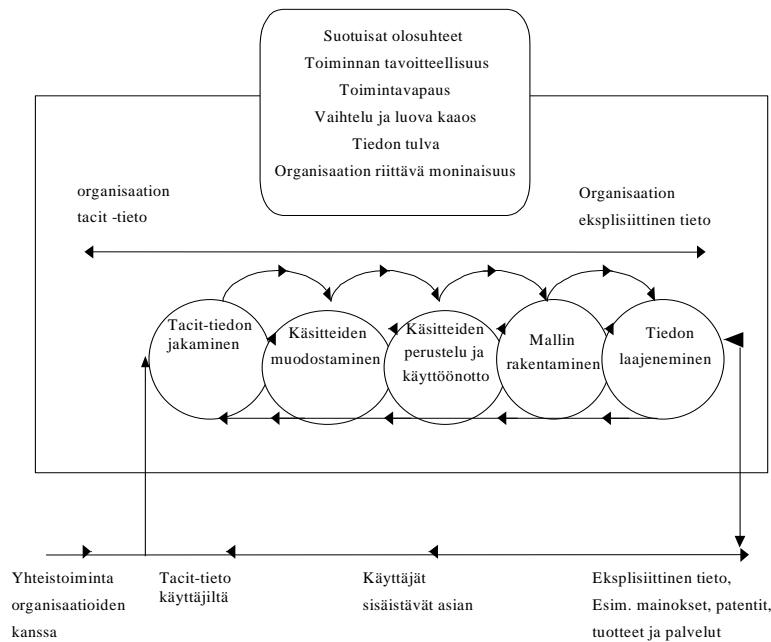 Suotuisat olosuhteet
Toiminnan tavoitteellisuus
Toimintavapaus
Vaihtelu ja luova kaaos
Tiedon tulva
Organisaation riittävä moninaisuus
organisaation
tacit -tieto
Organisaation
eksplisiittinen tieto
Tacit-tiedon
jakaminen
Käsitteiden
muodostaminen
Käsitteiden
perustelu ja
käyttöönotto
Mallin
rakentaminen
Tiedon
laajeneminen
Yhteistoiminta
organisaatioiden
kanssa
Tacit-tieto
käyttäjiltä
Käyttäjät
sisäistävät asian
Eksplisiittinen tieto,
Esim. mainokset, patentit,
tuotteet ja palvelut